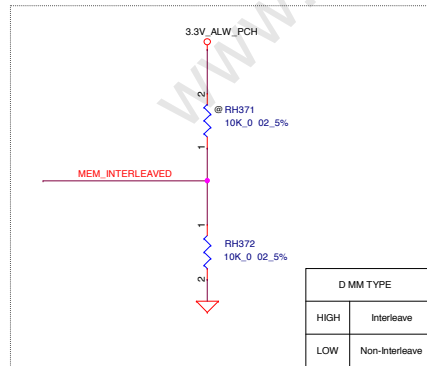 3.3V_ALW_PCH
2
@ RH371
10K_0 02_5%
1
MEM_INTERLEAVED
1
RH372
10K_0 02_5%
2
D MM TYPE
HIGH Interleave
LOW Non-Interleave
www.